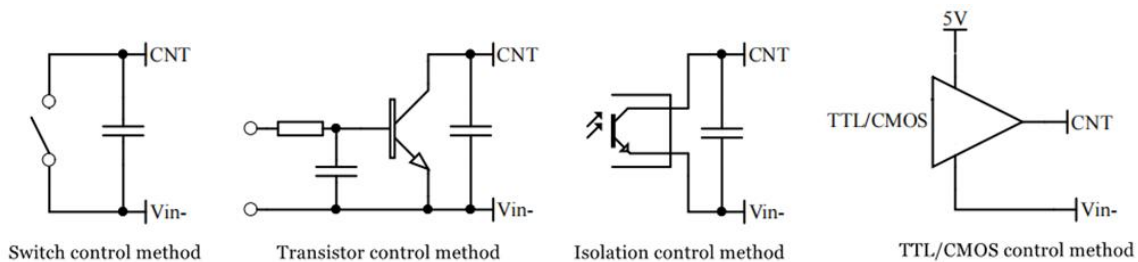 5V
CNT
CNT
CNT
TTL/CMOS
CNT
Vin-
Vin-
Vin-
Vin-
Switch control method
Transistor control method
Isolation control method
TTL/CMOS control method